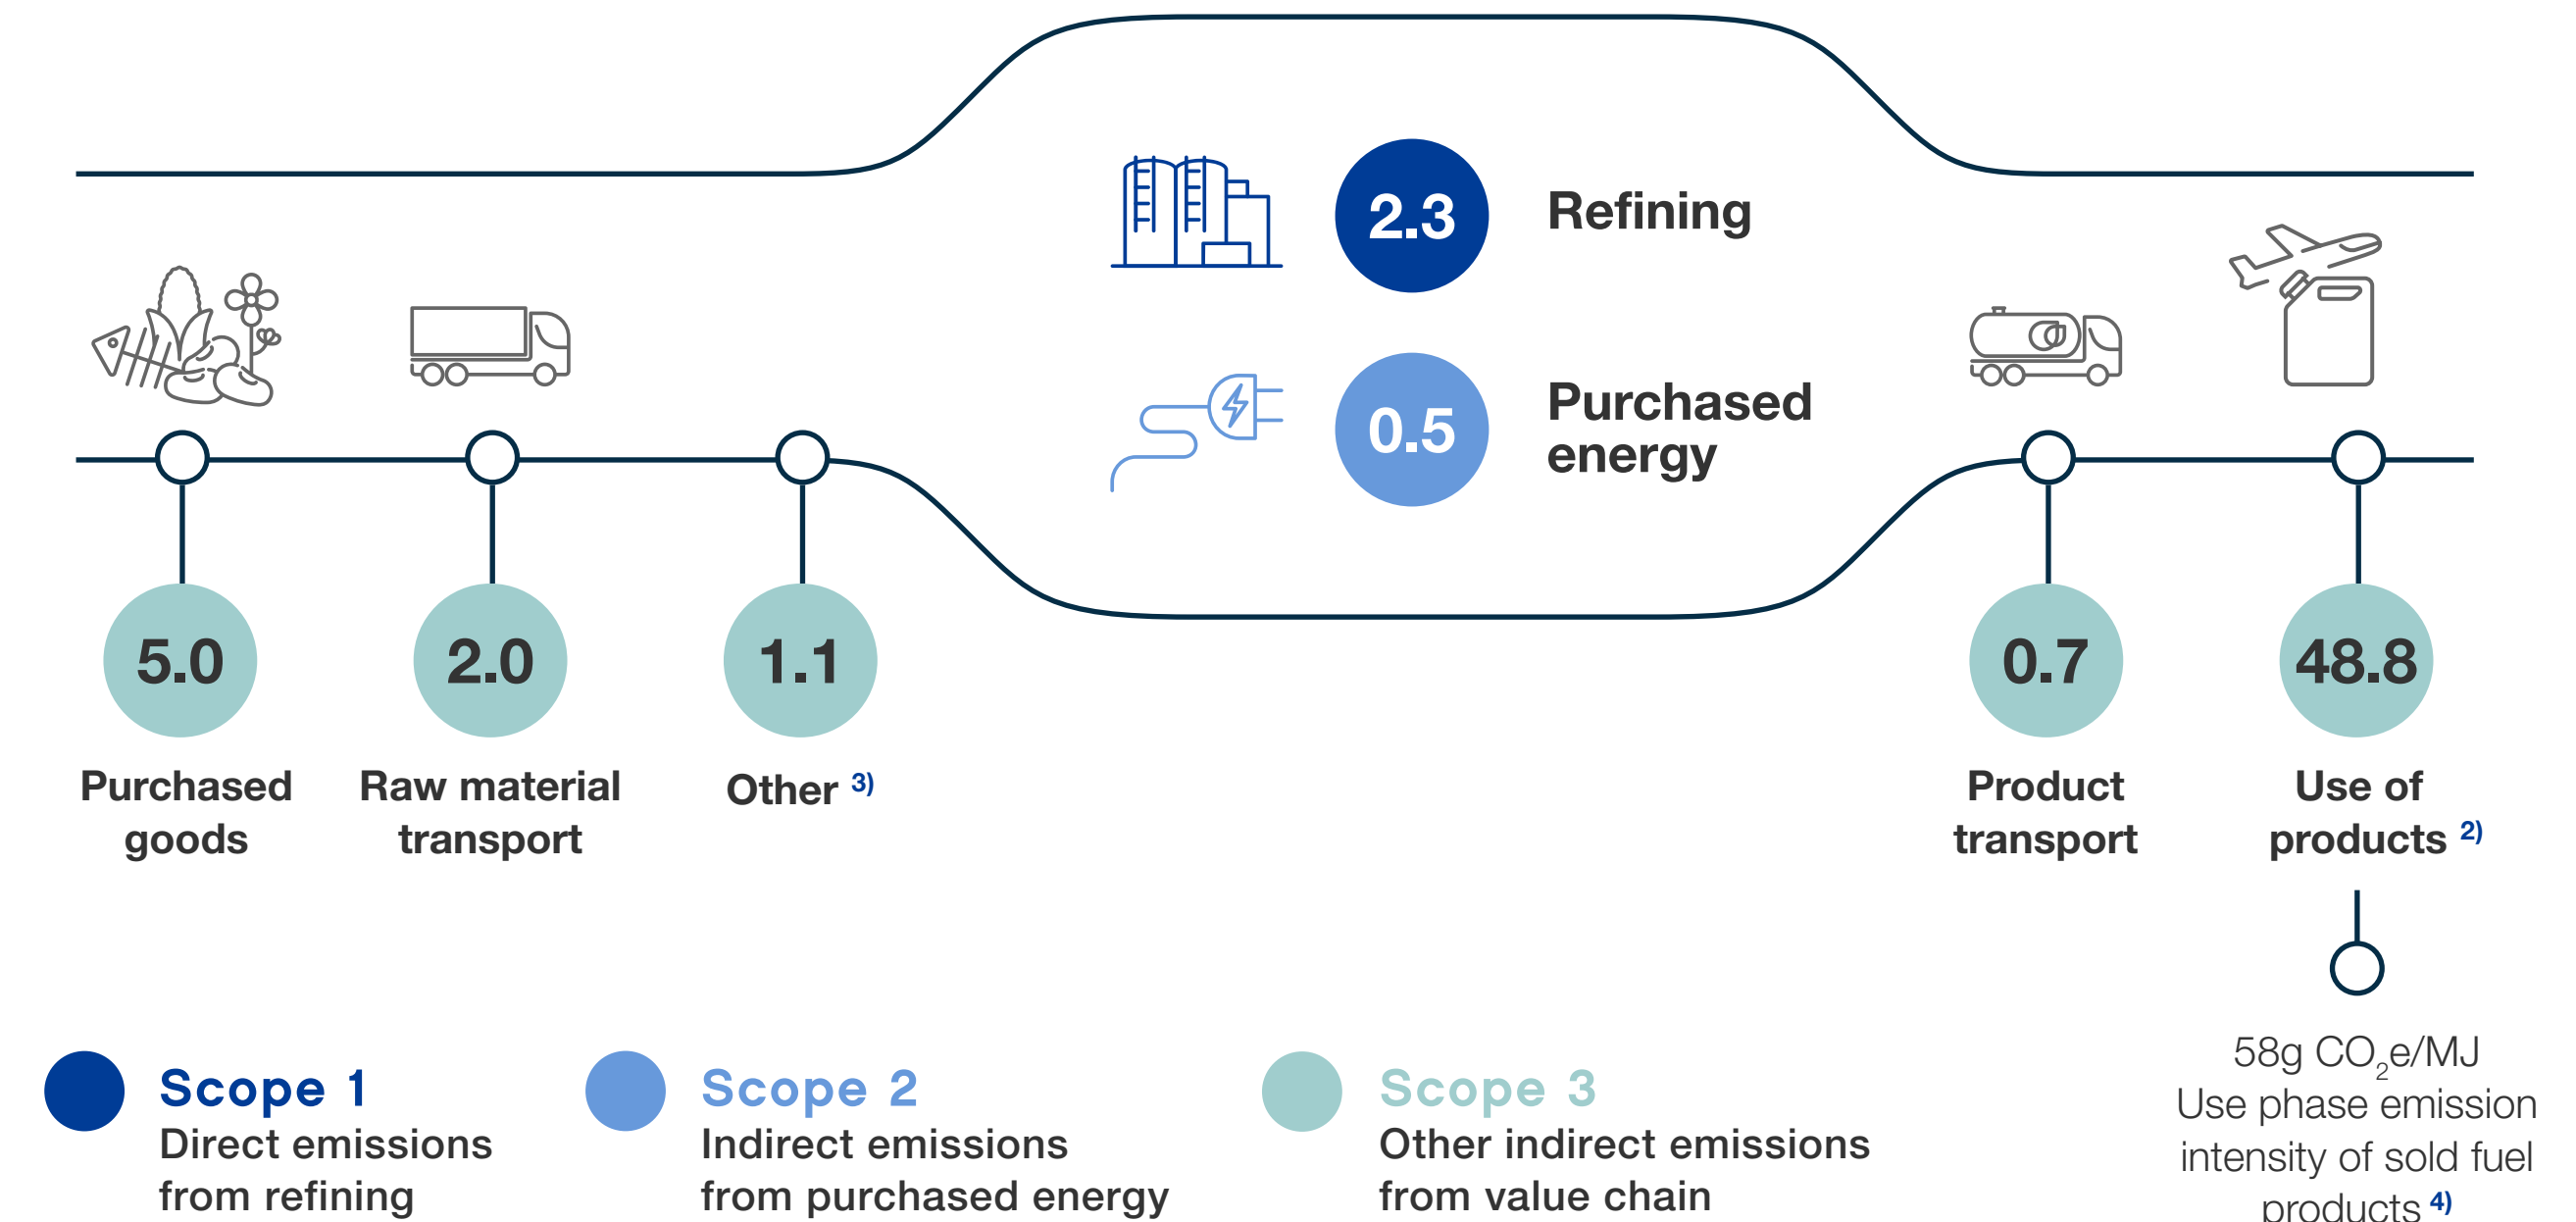 2.3
Refining
0.5
Purchased
energy
5.0
Purchased
goods
2.0
Raw material
transport
1.1
Other 3)
0.7
Product
transport
48.8
Use of
products 2)
58g CO₂e/MJ
Use phase emission
intensity of sold fuel
products 4)
Scope 1
Direct emissions
from refining
Scope 2
Indirect emissions
from purchased energy
Scope 3
Other indirect emissions
from value chain